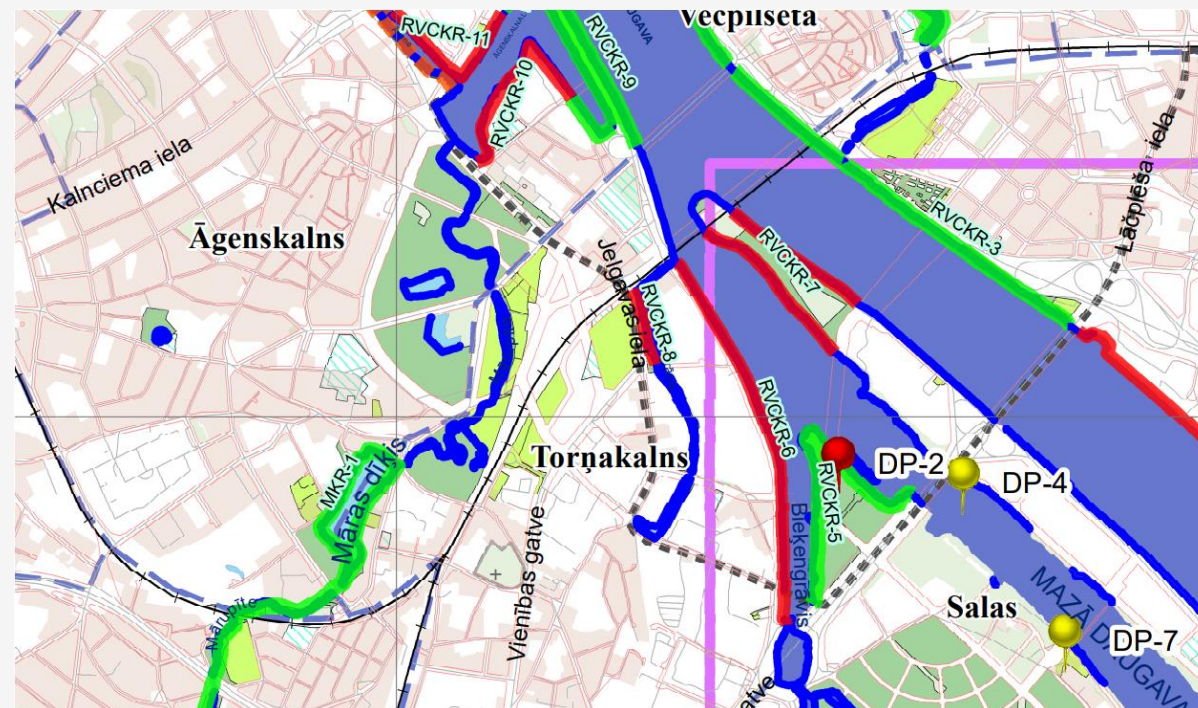 Vecpilsēta
RVCKR-11
RVCKR-10
RVCKR-9
Kalnciema iela
Āgenskalns
Lāčplēša iela
RVCKR-3
RVCKR-7
Jelgavas iela
RVCKR-8
RVCKR-6
MKR-1
Māras dīķis
Torņakalns
DP-2
DP-4
RVCKR-5
Bieķengrāvis
Vienības gatve
Mārupīte
Salas
MAZĀ DAUGAVA
DP-7
gatve